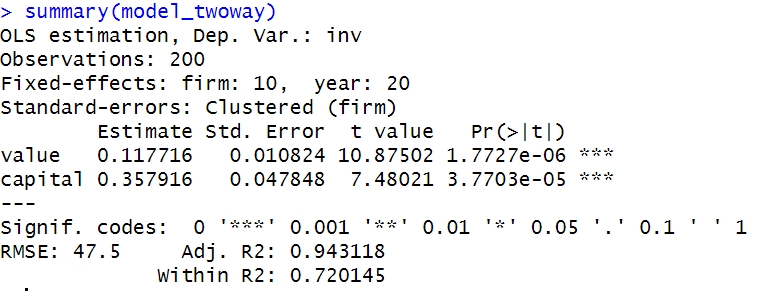 > summary(model_twoway)
OLS estimation, Dep. Var.: inv
Observations: 200
Fixed-effects: firm: 10,  year: 20
Standard-errors: Clustered (firm)
        Estimate Std. Error  t value   Pr(>|t|)
value   0.117716   0.010824 10.87502 1.7727e-06 ***
capital 0.357916   0.047848  7.48021 3.7703e-05 ***
---
Signif. codes:  0 '***' 0.001 '**' 0.01 '*' 0.05 '.' 0.1 ' ' 1
RMSE: 47.5     Adj. R2: 0.943118
             Within R2: 0.720145